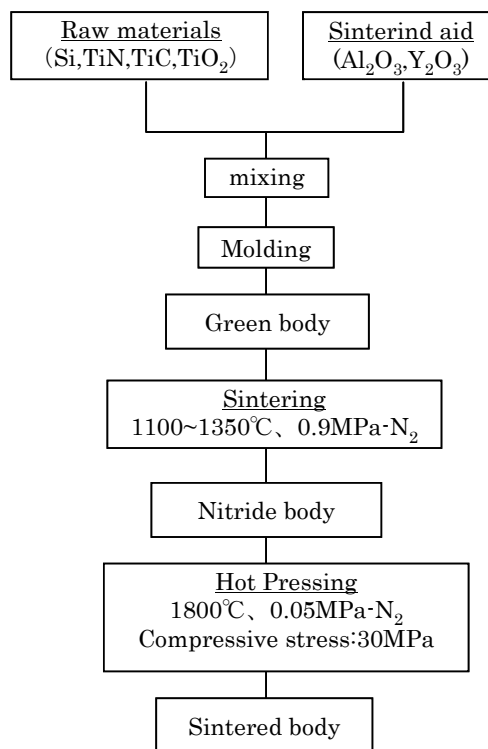 Raw materials
(Si,TiN,TiC,TiO₂)
Sinterind aid
(Al₂O₃,Y₂O₃)
mixing
Molding
Green body
Sintering
1100~1350℃、0.9MPa-N₂
Nitride body
Hot Pressing
1800℃、0.05MPa-N₂
Compressive stress:30MPa
Sintered body